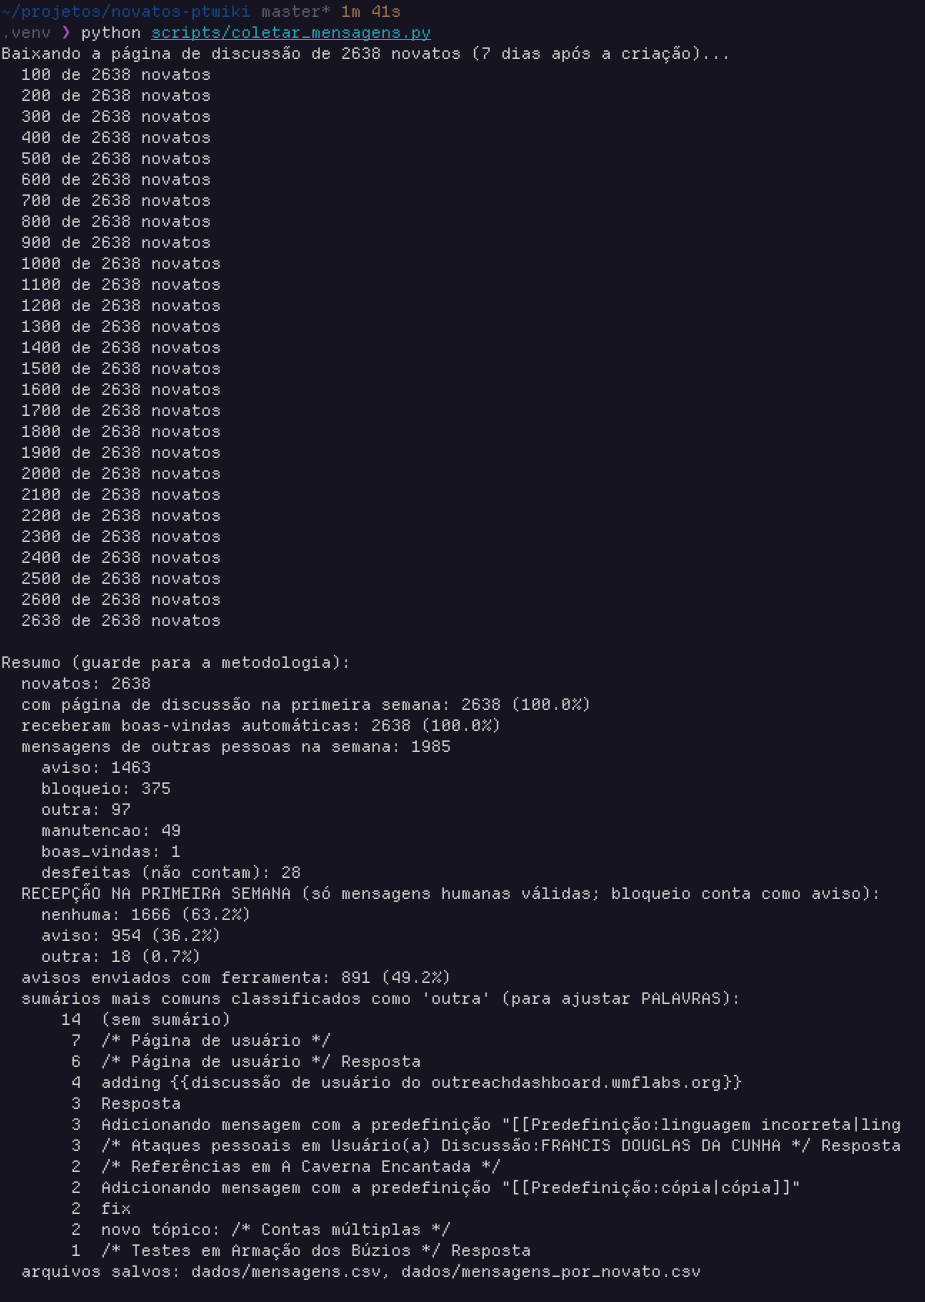 ~/projetos/novatos-ptwiki master* 1m 41s
.venv ❯ python scripts/coletar_mensagens.py
Baixando a página de discussão de 2638 novatos (7 dias após a criação)...
100 de 2638 novatos
200 de 2638 novatos
300 de 2638 novatos
400 de 2638 novatos
500 de 2638 novatos
600 de 2638 novatos
700 de 2638 novatos
800 de 2638 novatos
900 de 2638 novatos
1000 de 2638 novatos
1100 de 2638 novatos
1200 de 2638 novatos
1300 de 2638 novatos
1400 de 2638 novatos
1500 de 2638 novatos
1600 de 2638 novatos
1700 de 2638 novatos
1800 de 2638 novatos
1900 de 2638 novatos
2000 de 2638 novatos
2100 de 2638 novatos
2200 de 2638 novatos
2300 de 2638 novatos
2400 de 2638 novatos
2500 de 2638 novatos
2600 de 2638 novatos
2638 de 2638 novatos
Resumo (guarde para a metodologia):
novatos: 2638
com página de discussão na primeira semana: 2638 (100.0%)
receberam boas-vindas automáticas: 2638 (100.0%)
mensagens de outras pessoas na semana: 1985
aviso: 1463
bloqueio: 375
outra: 97
manutencao: 49
boas_vindas: 1
desfeitas (não contam): 28
RECEPÇÃO NA PRIMEIRA SEMANA (só mensagens humanas válidas; bloqueio conta como aviso):
nenhuma: 1666 (63.2%)
aviso: 954 (36.2%)
outra: 18 (0.7%)
avisos enviados com ferramenta: 891 (49.2%)
sumários mais comuns classificados como 'outra' (para ajustar PALAVRAS):
14 (sem sumário)
7 /* Página de usuário */
6 /* Página de usuário */ Resposta
4 adding {{discussão de usuário do outreachdashboard.wmflabs.org}}
3 Resposta
3 Adicionando mensagem com a predefinição "[[Predefinição:linguagem incorreta|ling
3 /* Ataques pessoais em Usuário(a) Discussão:FRANCIS DOUGLAS DA CUNHA */ Resposta
2 /* Referências em A Caverna Encantada */
2 Adicionando mensagem com a predefinição "[[Predefinição:cópia|cópia]]"
2 fix
2 novo tópico: /* Contas múltiplas */
1 /* Testes em Armação dos Búzios */ Resposta
arquivos salvos: dados/mensagens.csv, dados/mensagens_por_novato.csv